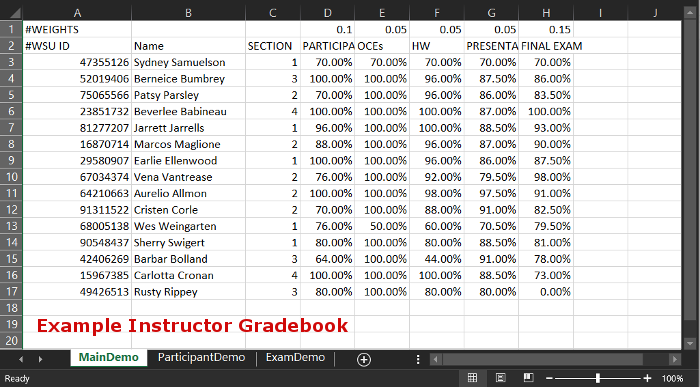 A B C D E F G H I J
1 #WEIGHTS 0.1 0.05 0.05 0.05 0.15
2 #WSU ID Name SECTION PARTICIPA OCEs HW PRESENTA FINAL EXAM
3 47355126 Sydney Samuelson 1 70.00% 70.00% 70.00% 70.00% 70.00%
4 52019406 Berneice Bumbrey 3 100.00% 100.00% 96.00% 87.50% 86.00%
5 75065566 Patsy Parsley 2 70.00% 100.00% 96.00% 86.00% 83.50%
6 23851732 Beverlee Babineau 4 100.00% 100.00% 100.00% 87.00% 100.00%
7 81277207 Jarrett Jarrells 1 96.00% 100.00% 100.00% 88.50% 93.00%
8 16870714 Marcos Maglione 2 88.00% 100.00% 96.00% 87.00% 90.00%
9 29580907 Earlie Ellenwood 1 100.00% 100.00% 96.00% 86.00% 87.50%
10 67034374 Vena Vantrease 2 76.00% 100.00% 92.00% 79.50% 98.00%
11 64210663 Aurelio Allmon 2 100.00% 100.00% 98.00% 97.50% 91.00%
12 91311522 Cristen Corle 2 70.00% 100.00% 88.00% 91.00% 82.50%
13 68005138 Wes Weingarten 1 76.00% 50.00% 60.00% 70.50% 79.50%
14 90548437 Sherry Swigert 1 80.00% 100.00% 80.00% 88.50% 81.00%
15 42406269 Barbar Bolland 3 64.00% 100.00% 44.00% 91.00% 78.00%
16 15967385 Carlotta Cronan 4 100.00% 100.00% 100.00% 88.50% 73.00%
17 49426513 Rusty Rippey 3 80.00% 100.00% 80.00% 80.00% 0.00%
18
19 Example Instructor Gradebook
20
MainDemo ParticipantDemo ExamDemo
Ready 100%